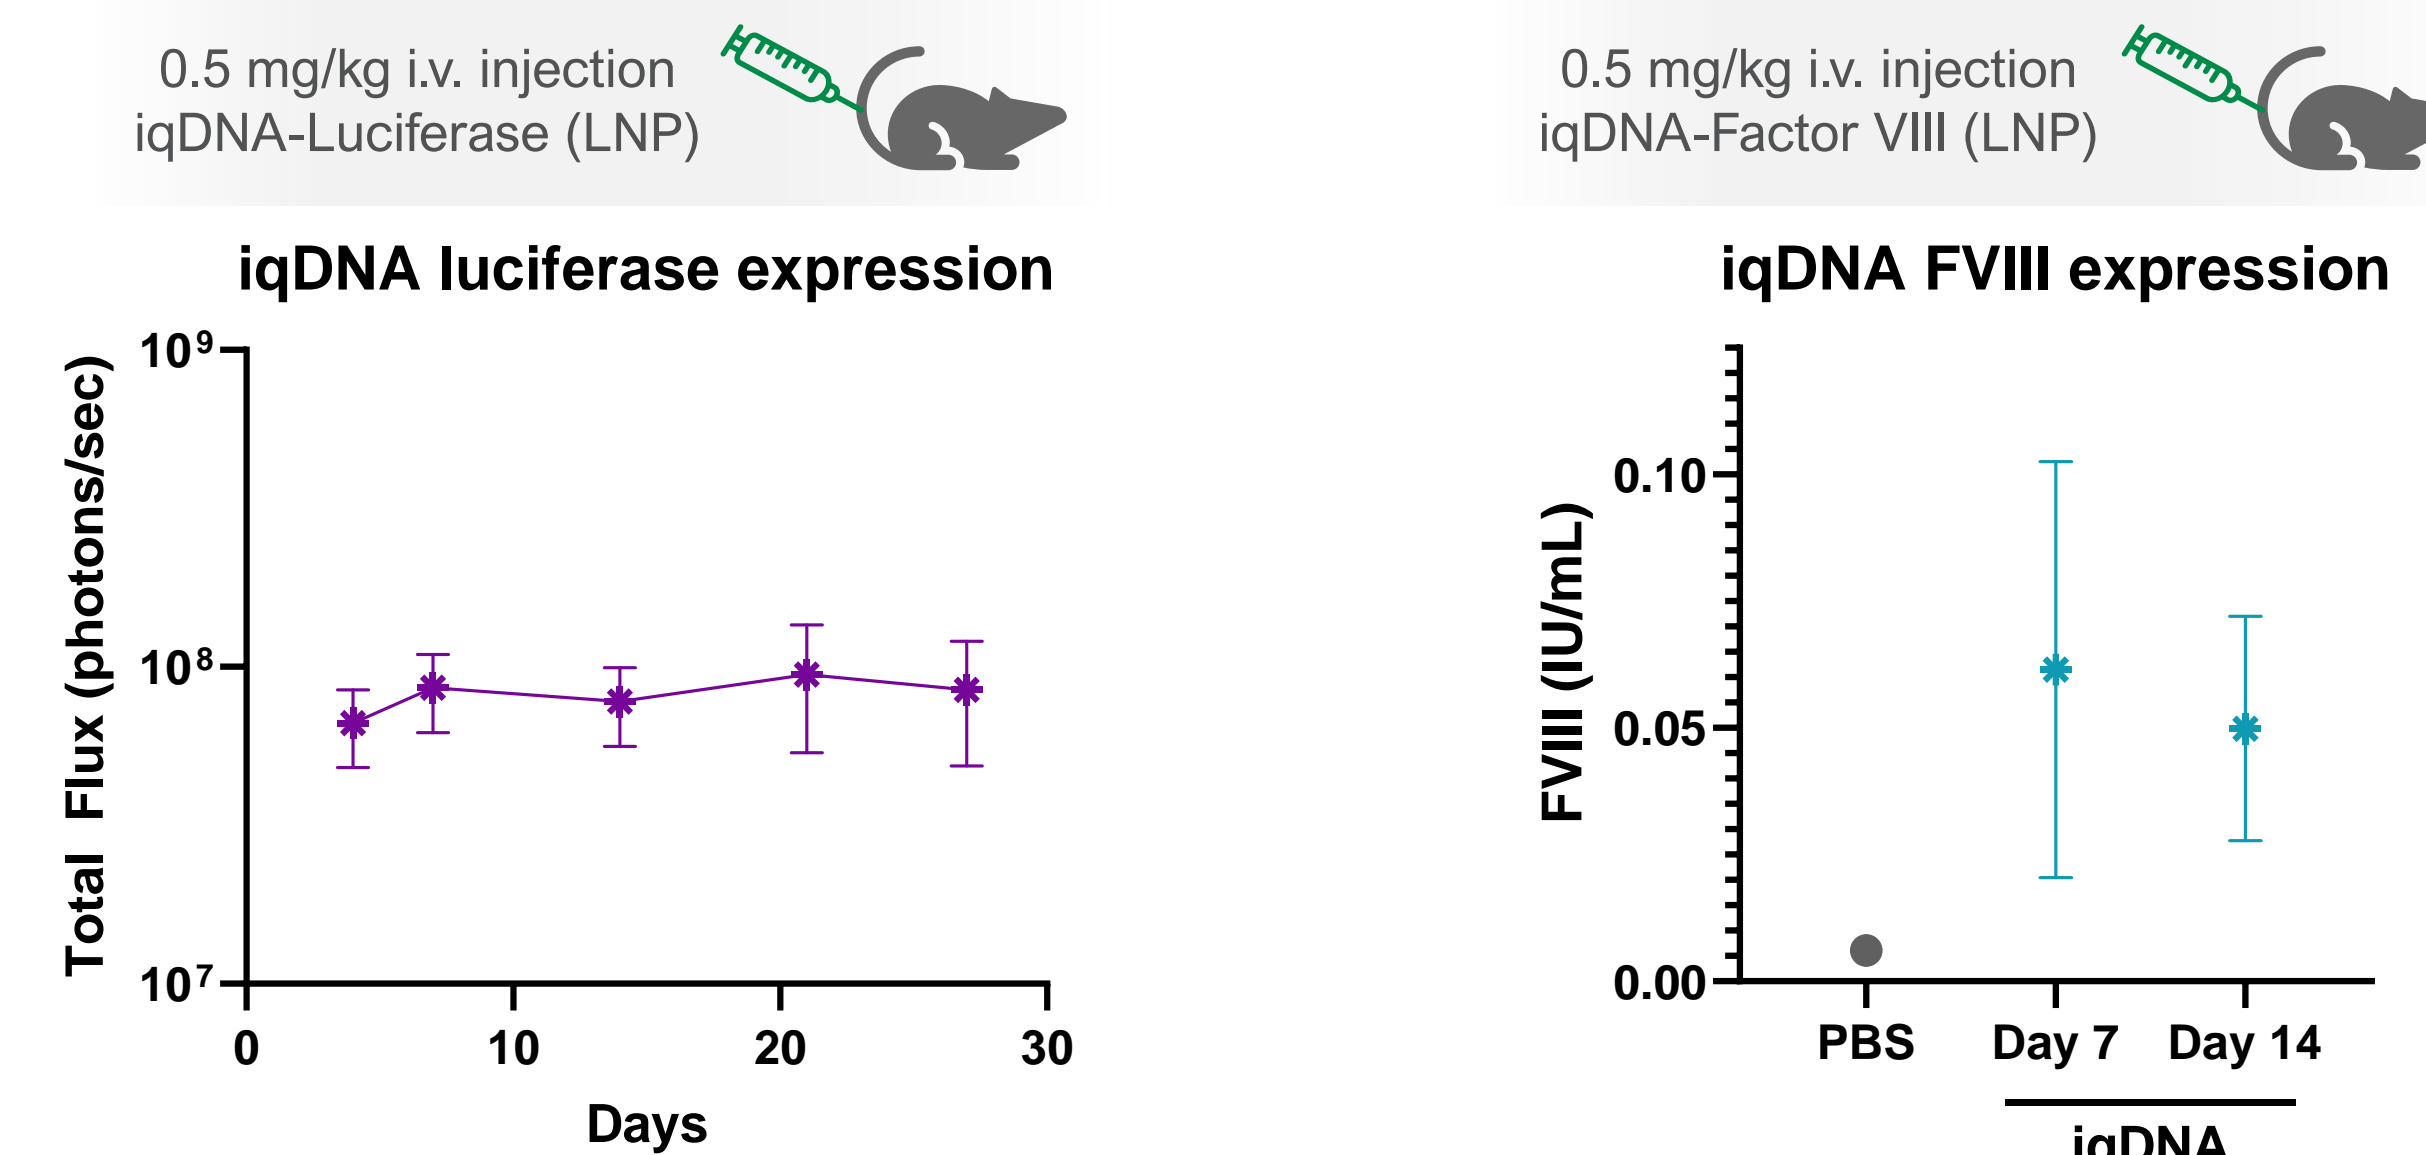 0.5 mg/kg i.v. injection
iqDNA-Luciferase (LNP)
iqDNA luciferase expression
Total Flux (photons/sec)
10⁹
10⁸
10⁷
0 10 20 30
Days
0.5 mg/kg i.v. injection
iqDNA-Factor VIII (LNP)
iqDNA FVIII expression
FVIII (IU/mL)
0.10
0.05
0.00
PBS Day 7 Day 14
iqDNA